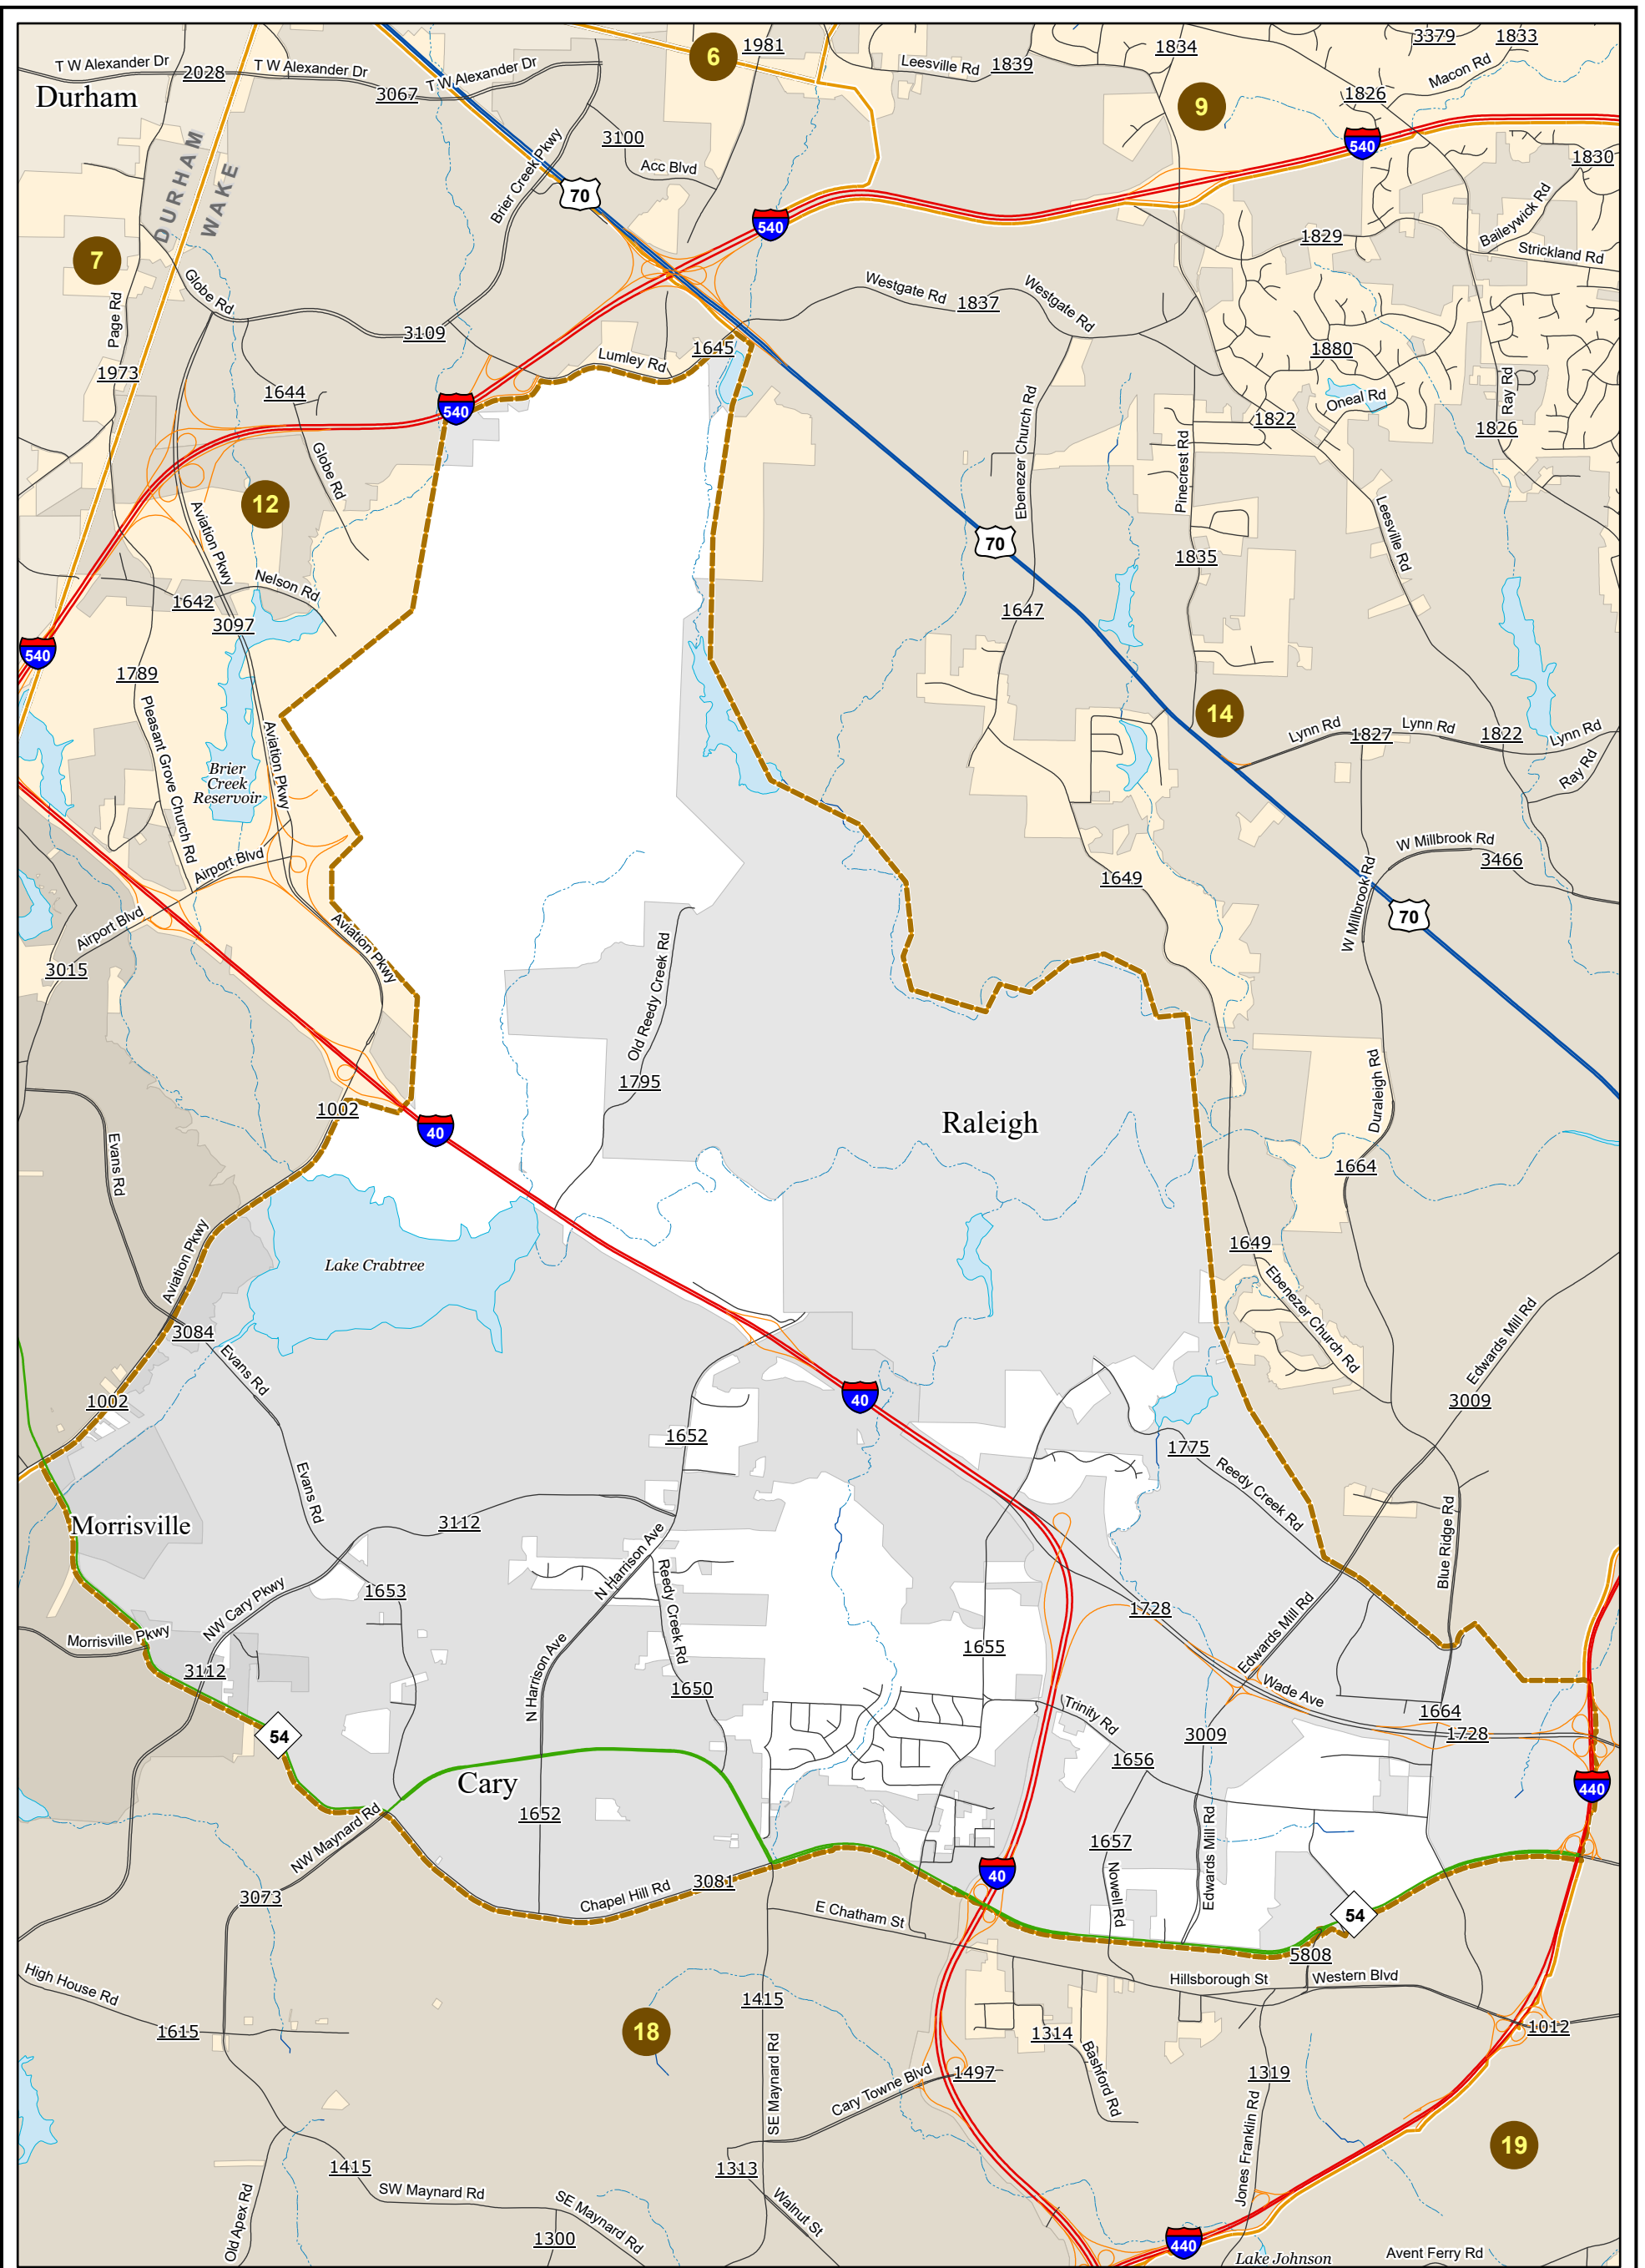 T W Alexander Dr
2028
T W Alexander Dr
3067
T W Alexander Dr
Durham
6
1981
Leesville Rd
1839
1834
3379
1833
Macon Rd
1826
9
540
1830
3100
Acc Blvd
Brier Creek Pkwy
70
DURHAM
WAKE
540
1829
Baileywick Rd
Strickland Rd
7
Page Rd
Globe Rd
3109
Westgate Rd
1837
Westgate Rd
1645
Lumley Rd
1880
Oneal Rd
1973
1644
540
Ebenezer Church Rd
1822
Ray Rd
1826
Globe Rd
Pinecrest Rd
12
Aviation Pkwy
70
Leesville Rd
1835
Nelson Rd
1642
3097
1647
540
1789
Pleasant Grove Church Rd
Aviation Pkwy
Brier
Creek
Reservoir
14
Lynn Rd
1827
Lynn Rd
1822
Lynn Rd
Ray Rd
Airport Blvd
W Millbrook Rd
3466
1649
W Millbrook Rd
70
Airport Blvd
3015
Aviation Pkwy
Old Reedy Creek Rd
1795
1002
40
Raleigh
Duraleigh Rd
1664
Evans Rd
Aviation Pkwy
Lake Crabtree
1649
Ebenezer Church Rd
3084
Evans Rd
Edwards Mill Rd
3009
1002
40
1652
1775
Reedy Creek Rd
Evans Rd
Morrisville
3112
N Harrison Ave
Blue Ridge Rd
1653
NW Cary Pkwy
Reedy Creek Rd
1728
Morrisville Pkwy
3112
N Harrison Ave
1655
Edwards Mill Rd
1650
Wade Ave
Trinity Rd
1664
54
3009
1728
1656
Cary
440
1652
NW Maynard Rd
1657
Edwards Mill Rd
40
3073
Chapel Hill Rd
3081
Nowell Rd
E Chatham St
54
5808
High House Rd
Hillsborough St
Western Blvd
1415
1615
18
1314
1012
SE Maynard Rd
Bashford Rd
1497
Cary Towne Blvd
1319
Jones Franklin Rd
19
1415
1313
SW Maynard Rd
Walnut St
Old Apex Rd
SE Maynard Rd
1300
440
Lake Johnson
Avent Ferry Rd